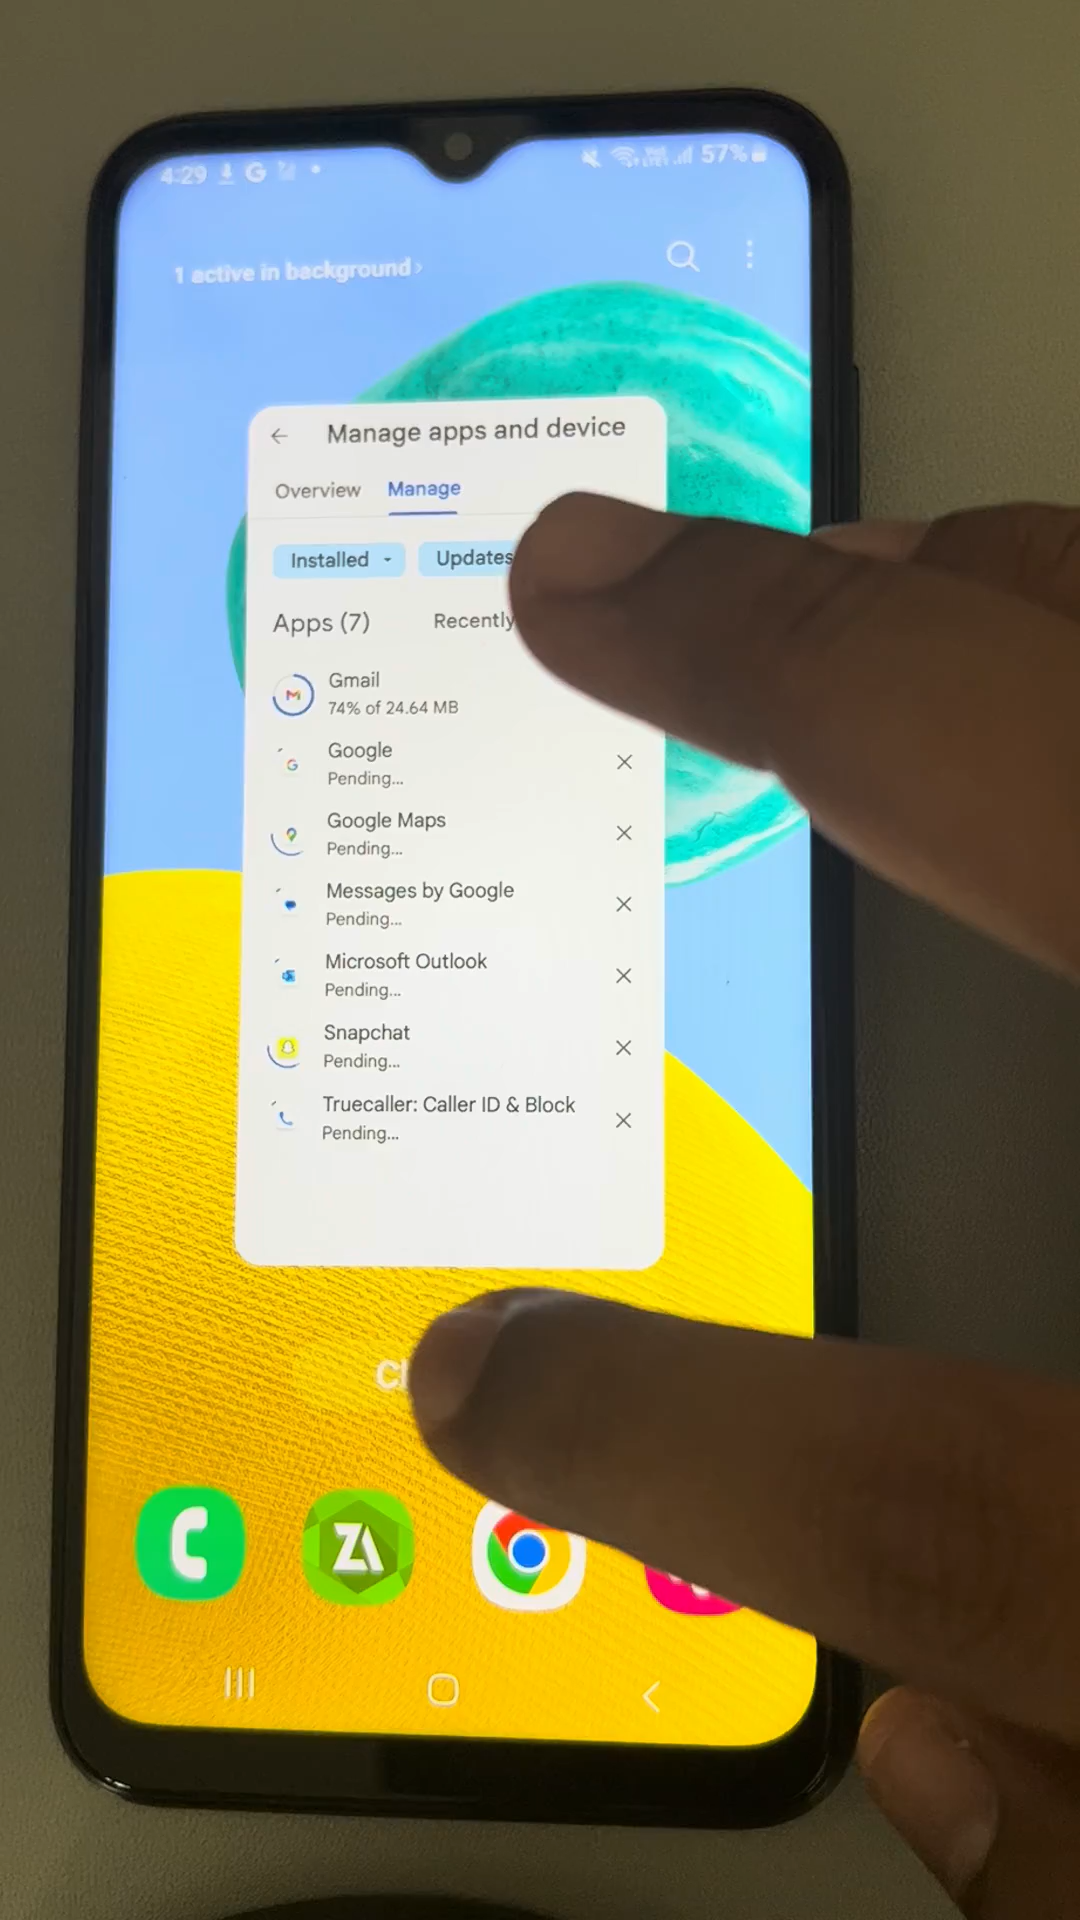 4:29 G 57%
1 active in background ›
Manage apps and device
Overview Manage
Installed Updates
Apps (7) Recently
Gmail
74% of 24.64 MB
Google
Pending...
Google Maps
Pending...
Messages by Google
Pending...
Microsoft Outlook
Pending...
Snapchat
Pending...
Truecaller: Caller ID & Block
Pending...
ZA